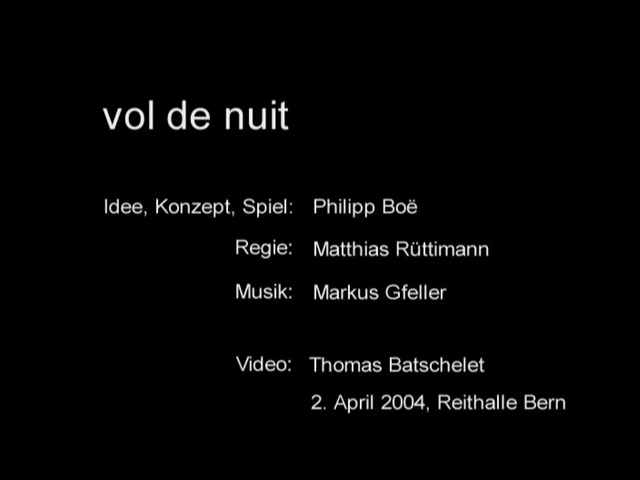 vol de nuit
Idee, Konzept, Spiel: Philipp Boë
Regie: Matthias Rüttimann
Musik: Markus Gfeller
Video: Thomas Batschelet
2. April 2004, Reithalle Bern